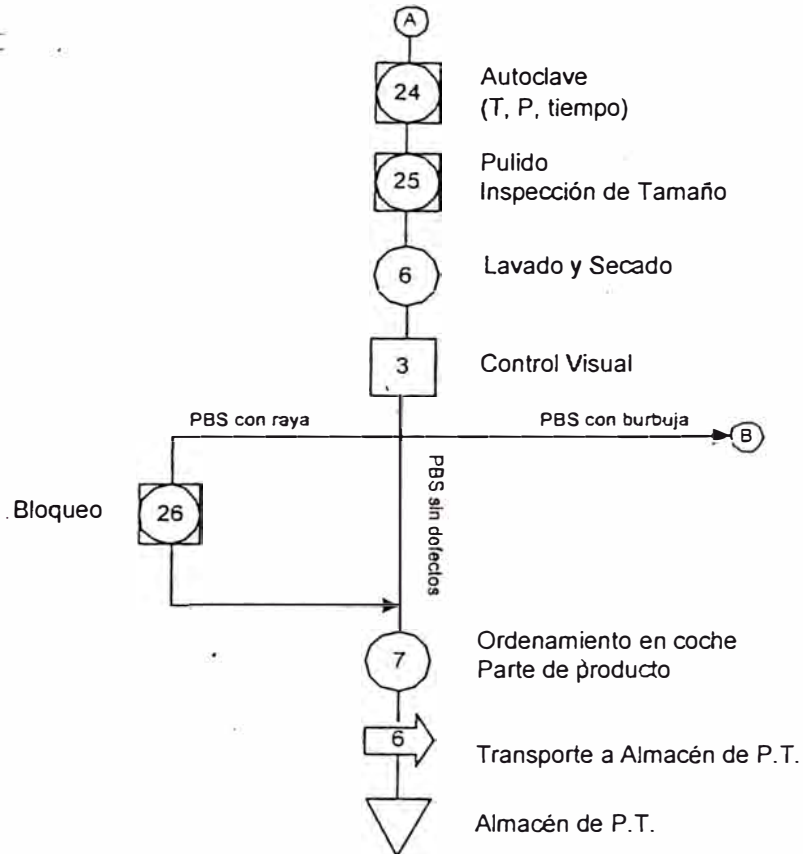 A
24
Autoclave
(T, P, tiempo)
25
Pulido
Inspección de Tamaño
6
Lavado y Secado
3
Control Visual
PBS con raya
PBS con burbuja
B
PBS sin dofectos
Bloqueo
26
7
Ordenamiento en coche
Parte de producto
6
Transporte a Almacén de P.T.
Almacén de P.T.